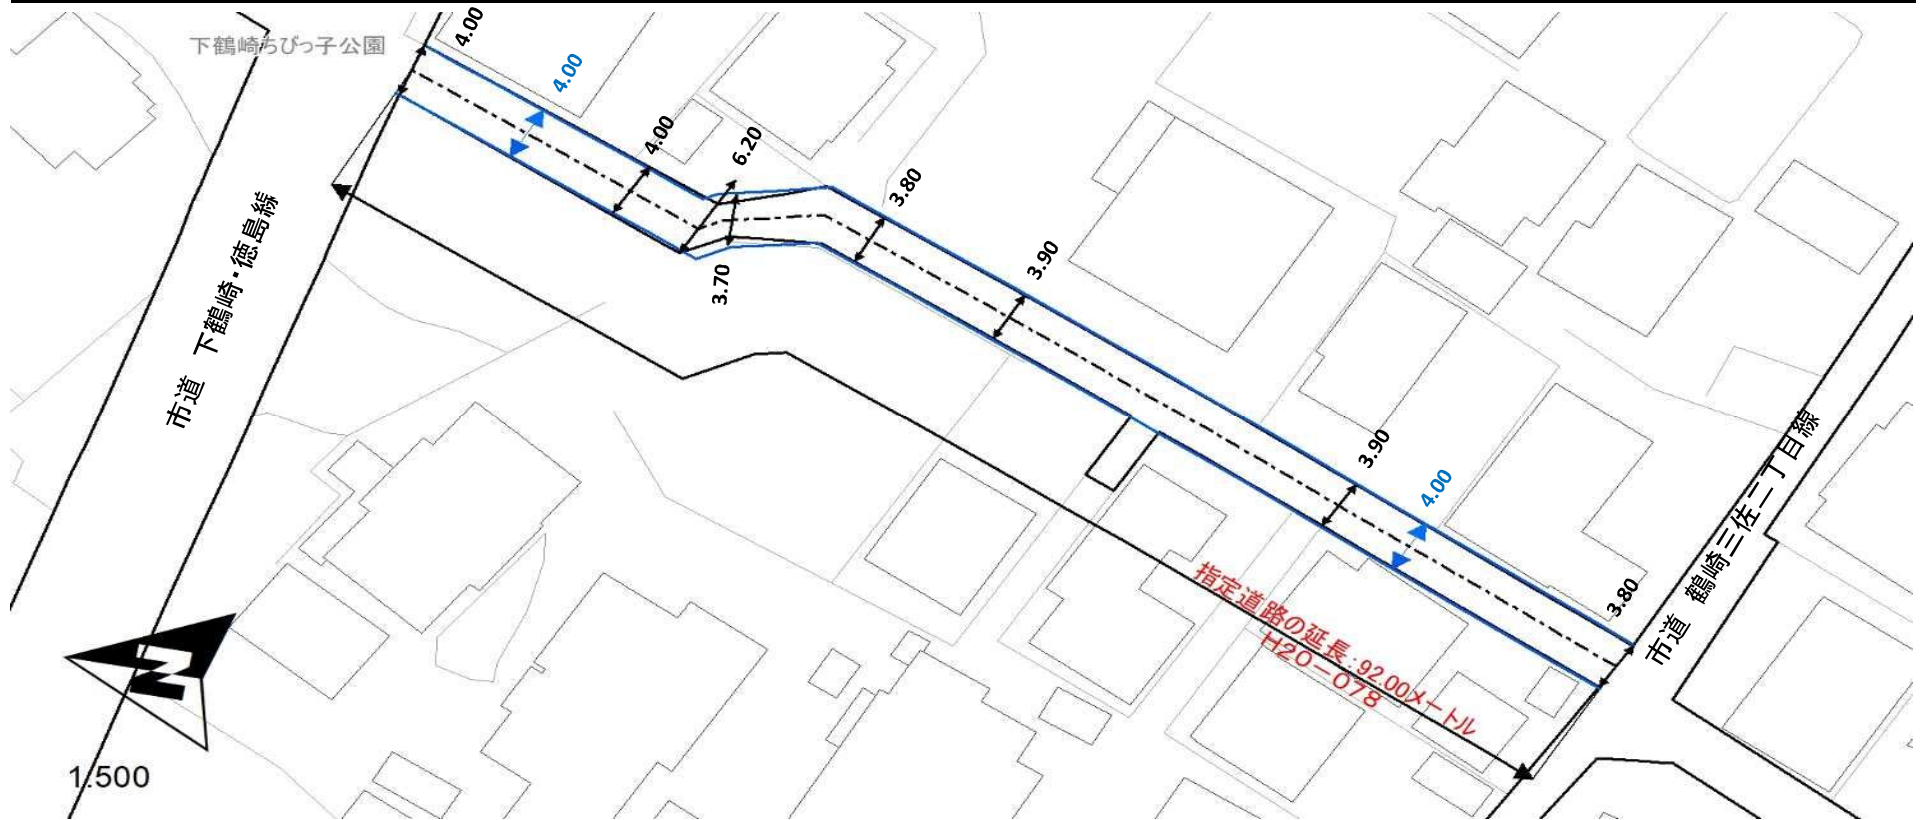 下鶴崎ちびっ子公園
4.00
4.00
4.00
6.20
3.80
3.70
3.90
市道 下鶴崎・徳島線
3.90
4.00
3.80
市道 鶴崎三佐二丁目線
指定道路の延長:92.00メートル
H20-078
N
1:500